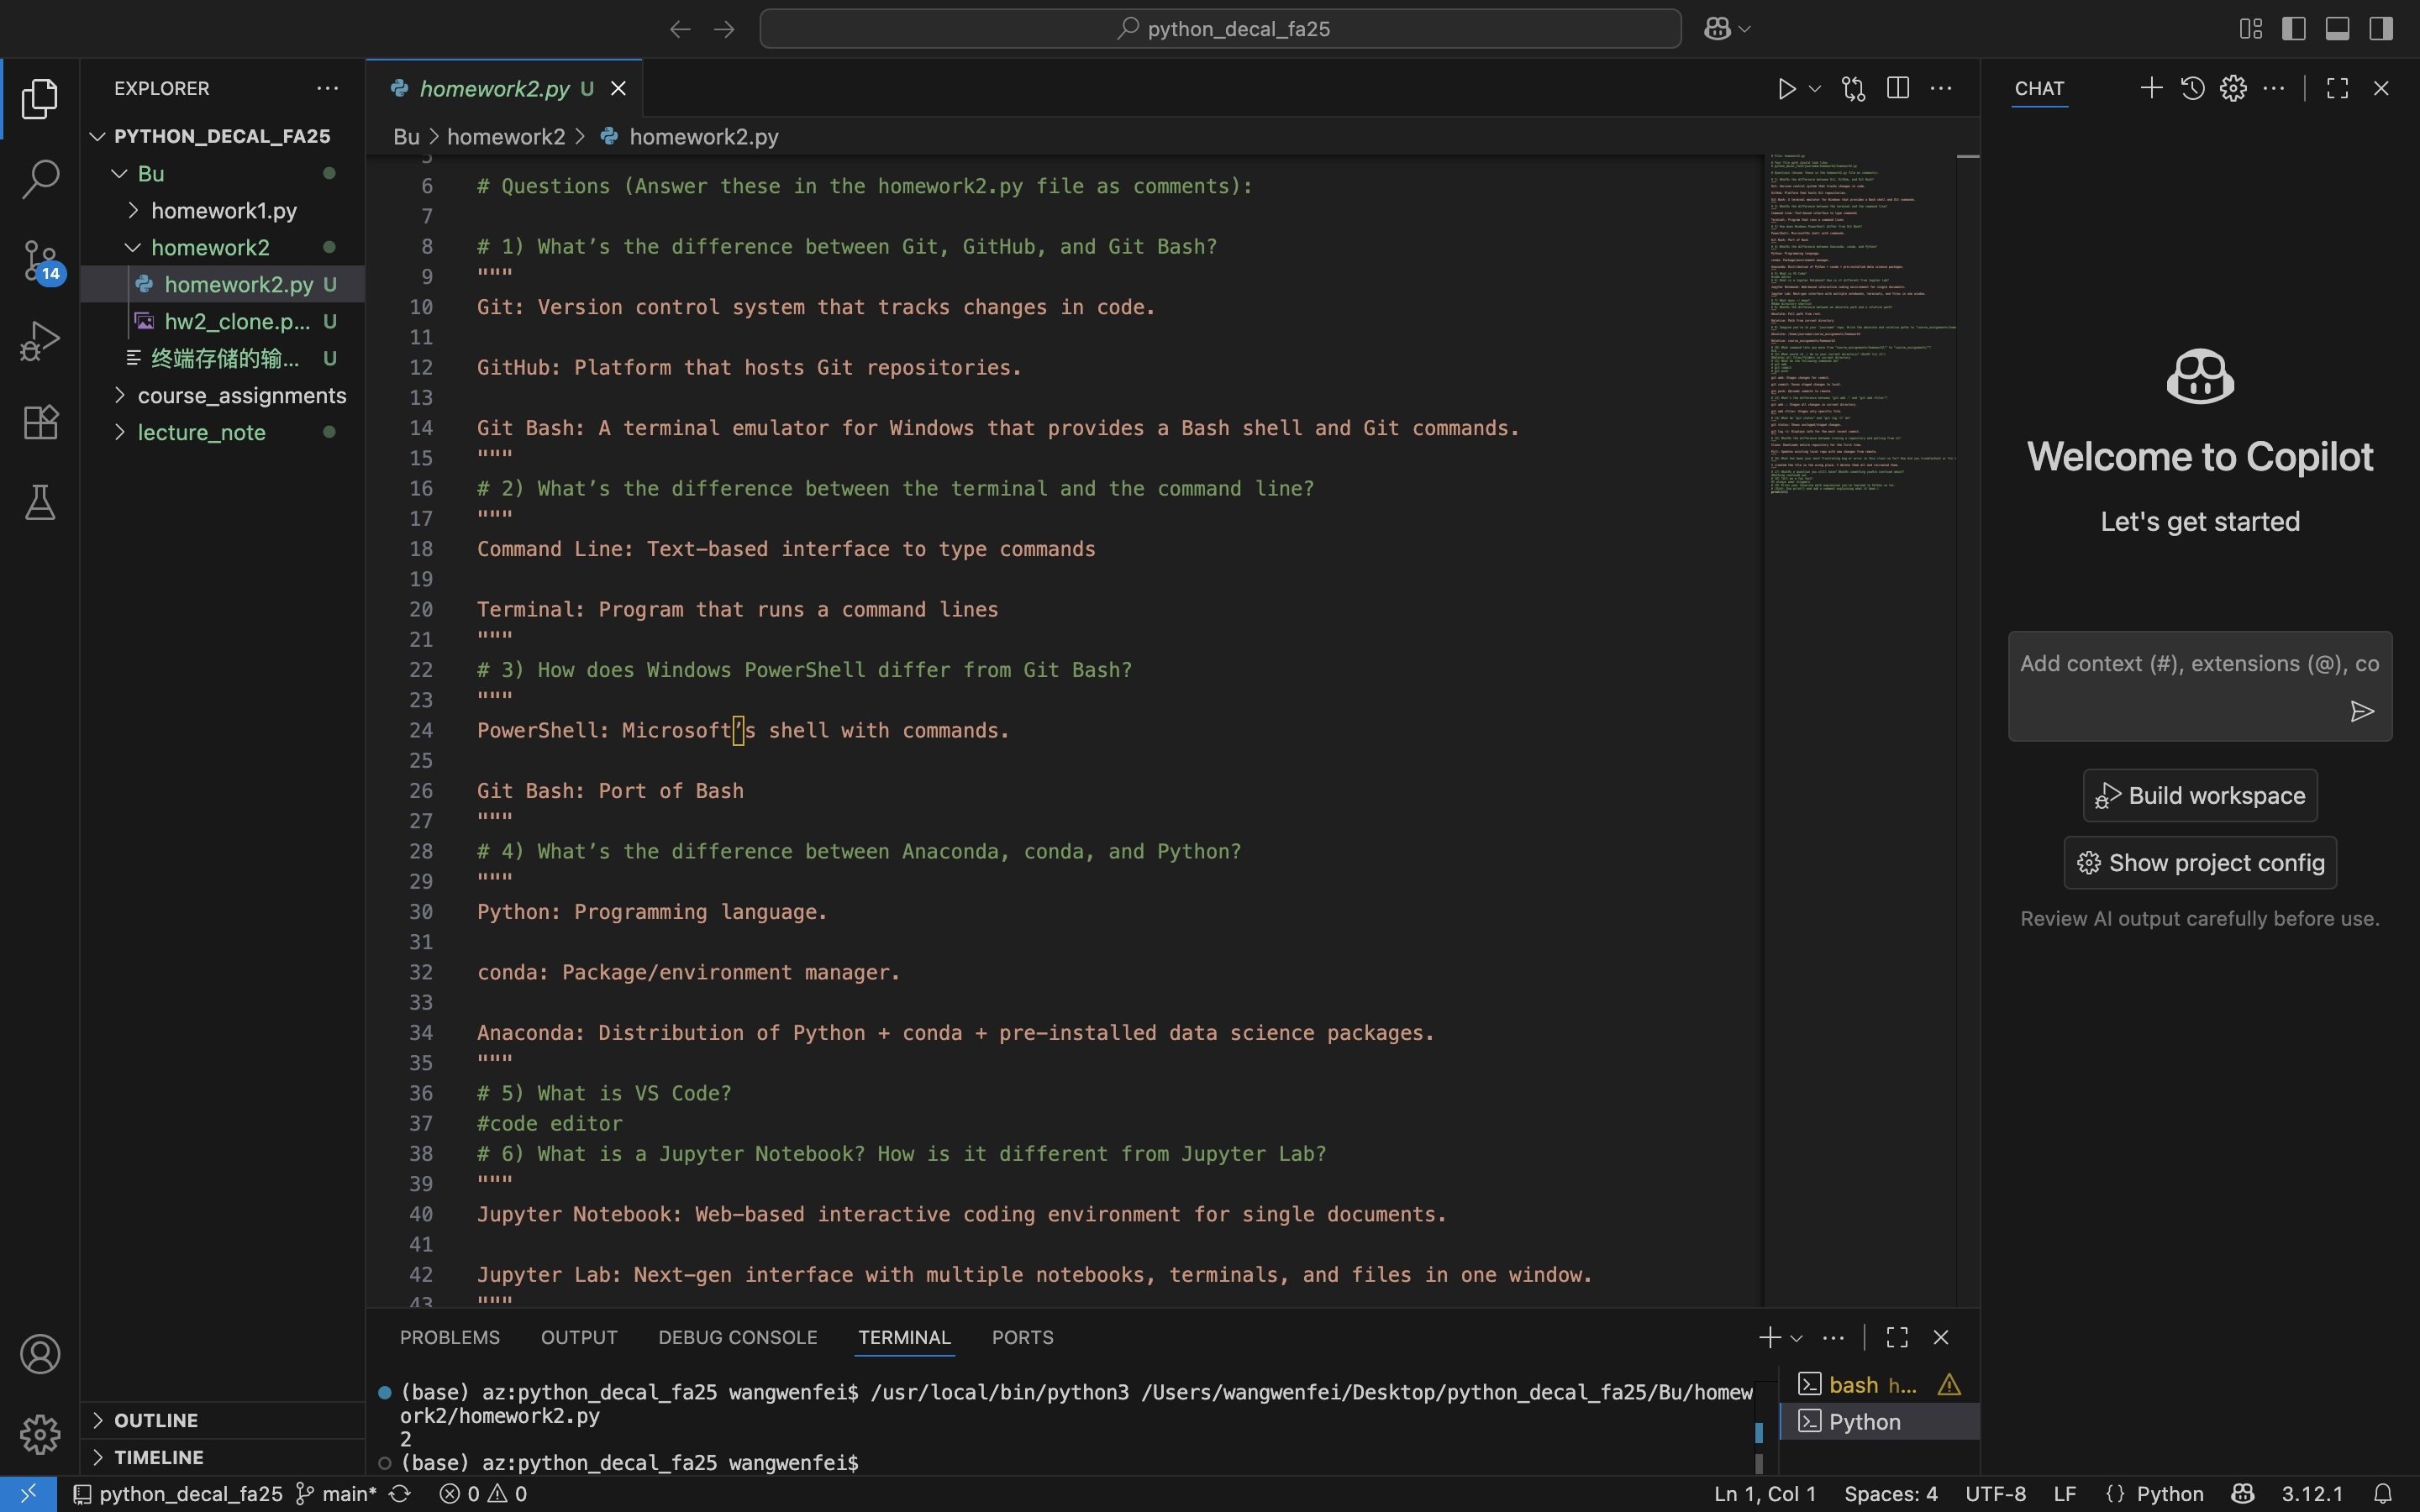 python_decal_fa25
EXPLORER
PYTHON_DECAL_FA25
Bu
homework1.py
homework2
homework2.py U
hw2_clone.p... U
终端存储的输... U
course_assignments
lecture_note
14
OUTLINE
TIMELINE
homework2.py U
Bu > homework2 > homework2.py
5
6 # Questions (Answer these in the homework2.py file as comments):
7
8 # 1) What’s the difference between Git, GitHub, and Git Bash?
9 """
10 Git: Version control system that tracks changes in code.
11
12 GitHub: Platform that hosts Git repositories.
13
14 Git Bash: A terminal emulator for Windows that provides a Bash shell and Git commands.
15 """
16 # 2) What’s the difference between the terminal and the command line?
17 """
18 Command Line: Text-based interface to type commands
19
20 Terminal: Program that runs a command lines
21 """
22 # 3) How does Windows PowerShell differ from Git Bash?
23 """
24 PowerShell: Microsoft’s shell with commands.
25
26 Git Bash: Port of Bash
27 """
28 # 4) What’s the difference between Anaconda, conda, and Python?
29 """
30 Python: Programming language.
31
32 conda: Package/environment manager.
33
34 Anaconda: Distribution of Python + conda + pre-installed data science packages.
35 """
36 # 5) What is VS Code?
37 #code editor
38 # 6) What is a Jupyter Notebook? How is it different from Jupyter Lab?
39 """
40 Jupyter Notebook: Web-based interactive coding environment for single documents.
41
42 Jupyter Lab: Next-gen interface with multiple notebooks, terminals, and files in one window.
43 """
PROBLEMS OUTPUT DEBUG CONSOLE TERMINAL PORTS
(base) az:python_decal_fa25 wangwenfei$ /usr/local/bin/python3 /Users/wangwenfei/Desktop/python_decal_fa25/Bu/homew
ork2/homework2.py
2
(base) az:python_decal_fa25 wangwenfei$
bash h...
Python
CHAT
Welcome to Copilot
Let's get started
Add context (#), extensions (@), co
Build workspace
Show project config
Review AI output carefully before use.
python_decal_fa25 main* 0 0 Ln 1, Col 1 Spaces: 4 UTF-8 LF {} Python 3.12.1